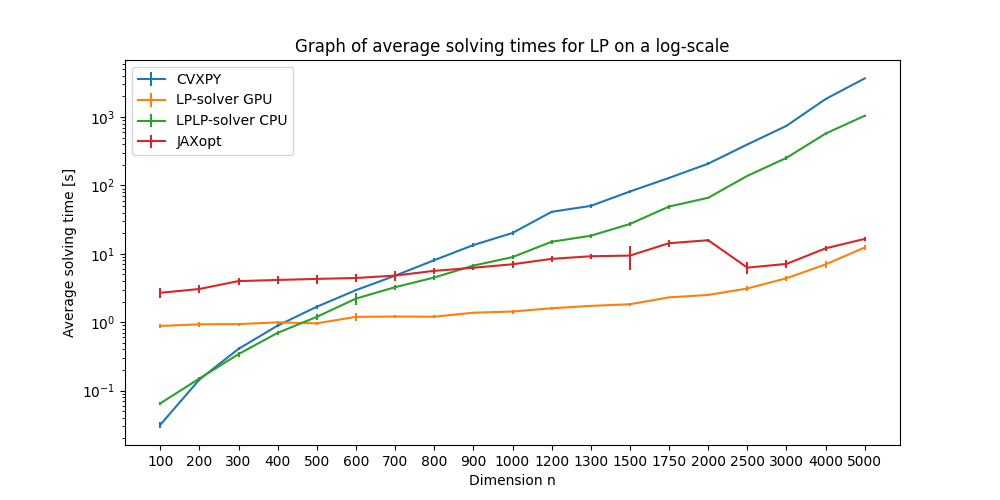 Graph of average solving times for LP on a log-scale
CVXPY
LP-solver GPU
LPLP-solver CPU
JAXopt
Average solving time [s]
10³
10²
10¹
10⁰
10⁻¹
100 200 300 400 500 600 700 800 900 1000 1200 1300 1500 1750 2000 2500 3000 4000 5000
Dimension n